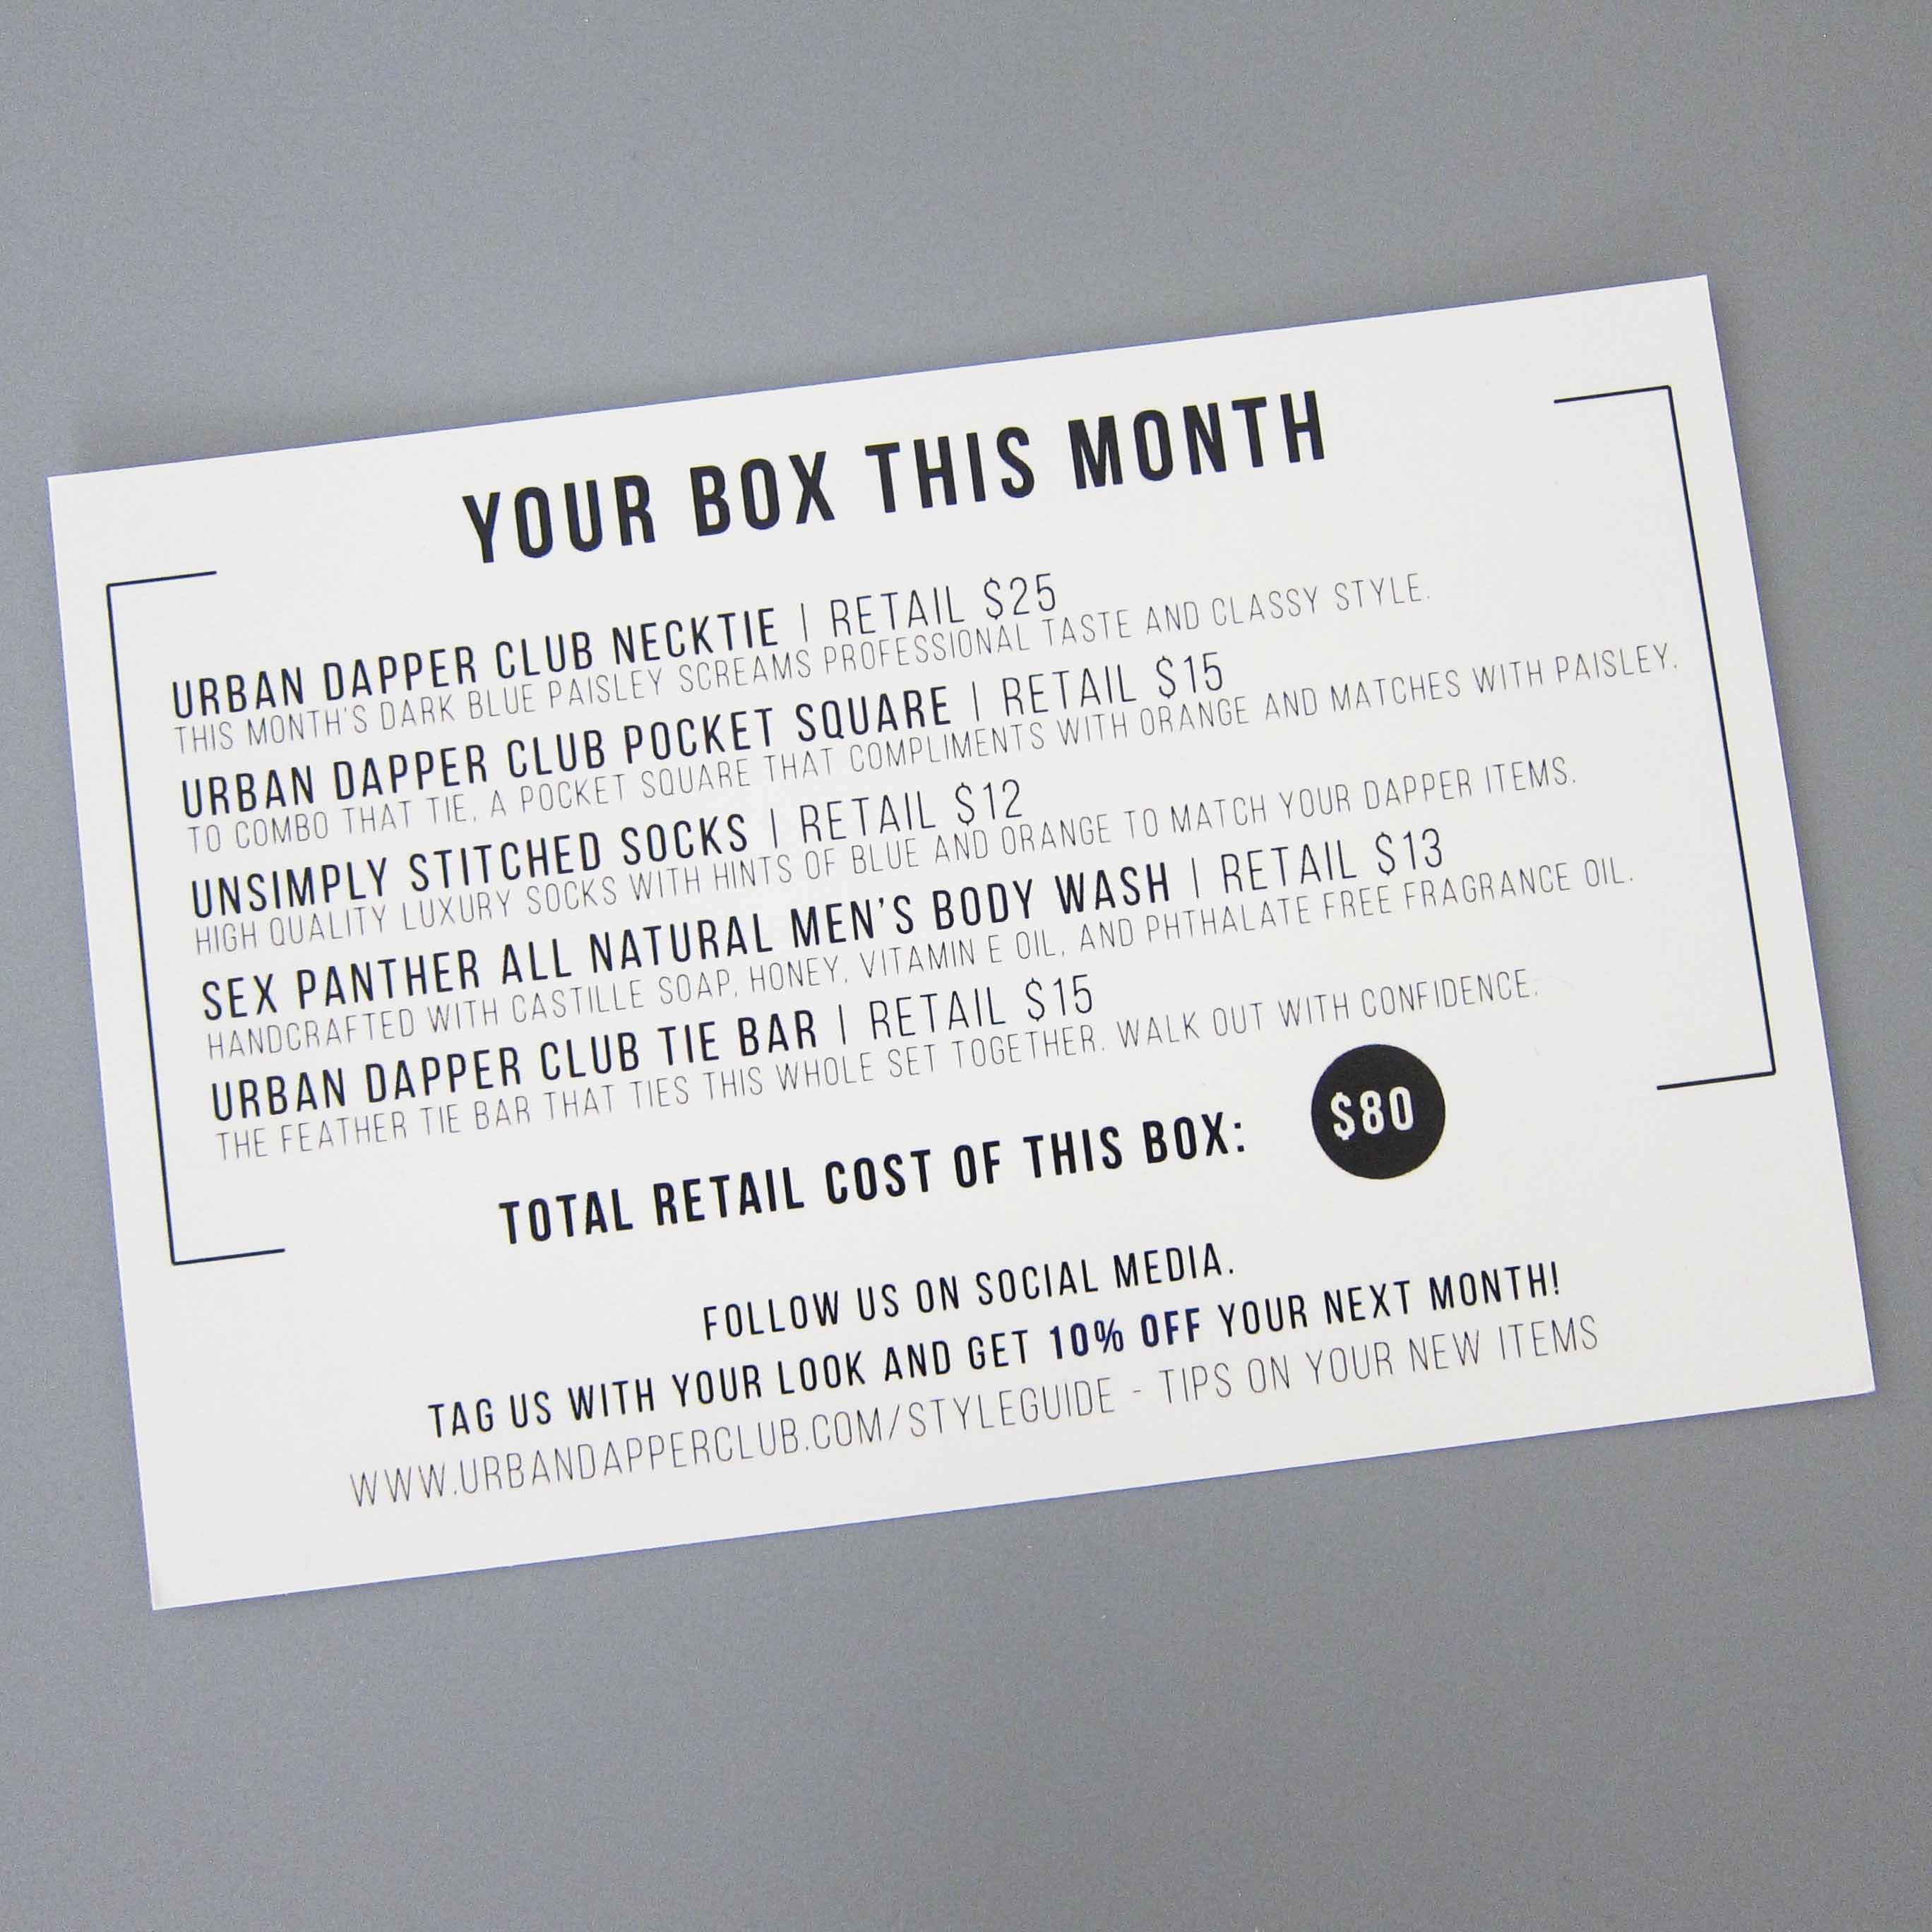 YOUR BOX THIS MONTH
URBAN DAPPER CLUB NECKTIE | RETAIL $25
THIS MONTH'S DARK BLUE PAISLEY SCREAMS PROFESSIONAL TASTE AND CLASSY STYLE.
URBAN DAPPER CLUB POCKET SQUARE | RETAIL $15
TO COMBO THAT TIE, A POCKET SQUARE THAT COMPLIMENTS WITH ORANGE AND MATCHES WITH PAISLEY.
UNSIMPLY STITCHED SOCKS | RETAIL $12
HIGH QUALITY LUXURY SOCKS WITH HINTS OF BLUE AND ORANGE TO MATCH YOUR DAPPER ITEMS.
SEX PANTHER ALL NATURAL MEN'S BODY WASH | RETAIL $13
HANDCRAFTED WITH CASTILLE SOAP, HONEY, VITAMIN E OIL, AND PHTHALATE FREE FRAGRANCE OIL.
URBAN DAPPER CLUB TIE BAR | RETAIL $15
THE FEATHER TIE BAR THAT TIES THIS WHOLE SET TOGETHER. WALK OUT WITH CONFIDENCE.
TOTAL RETAIL COST OF THIS BOX: $80
FOLLOW US ON SOCIAL MEDIA.
TAG US WITH YOUR LOOK AND GET 10% OFF YOUR NEXT MONTH!
WWW.URBANDAPPERCLUB.COM/STYLEGUIDE - TIPS ON YOUR NEW ITEMS